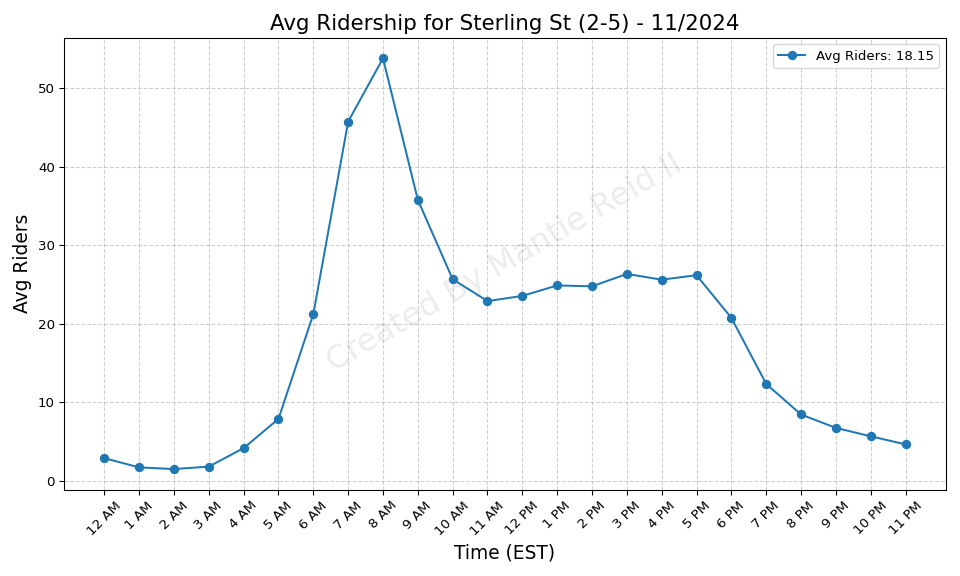 Avg Ridership for Sterling St (2-5) - 11/2024
Avg Riders: 18.15
Avg Riders
50
40
30
20
10
0
Created By Mantle Reid II
12 AM
1 AM
2 AM
3 AM
4 AM
5 AM
6 AM
7 AM
8 AM
9 AM
10 AM
11 AM
12 PM
1 PM
2 PM
3 PM
4 PM
5 PM
6 PM
7 PM
8 PM
9 PM
10 PM
11 PM
Time (EST)